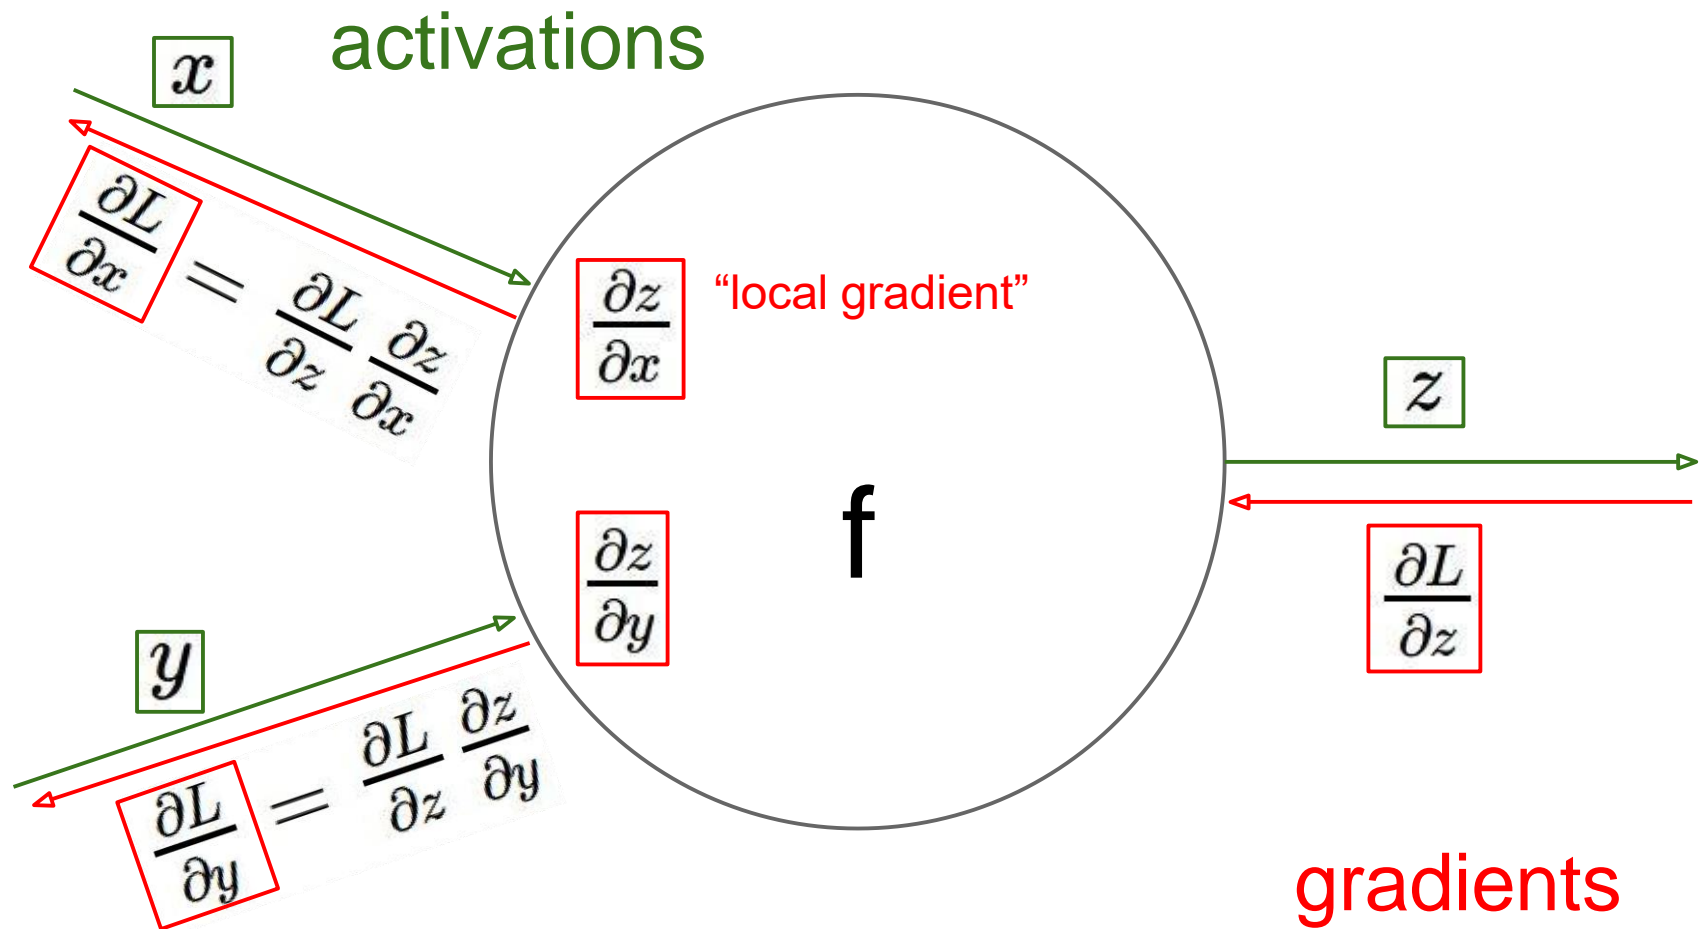 activations
x
∂L/∂x = ∂L/∂z ∂z/∂x
∂z/∂x
“local gradient”
z
f
∂z/∂y
∂L/∂z
y
∂L/∂y = ∂L/∂z ∂z/∂y
gradients